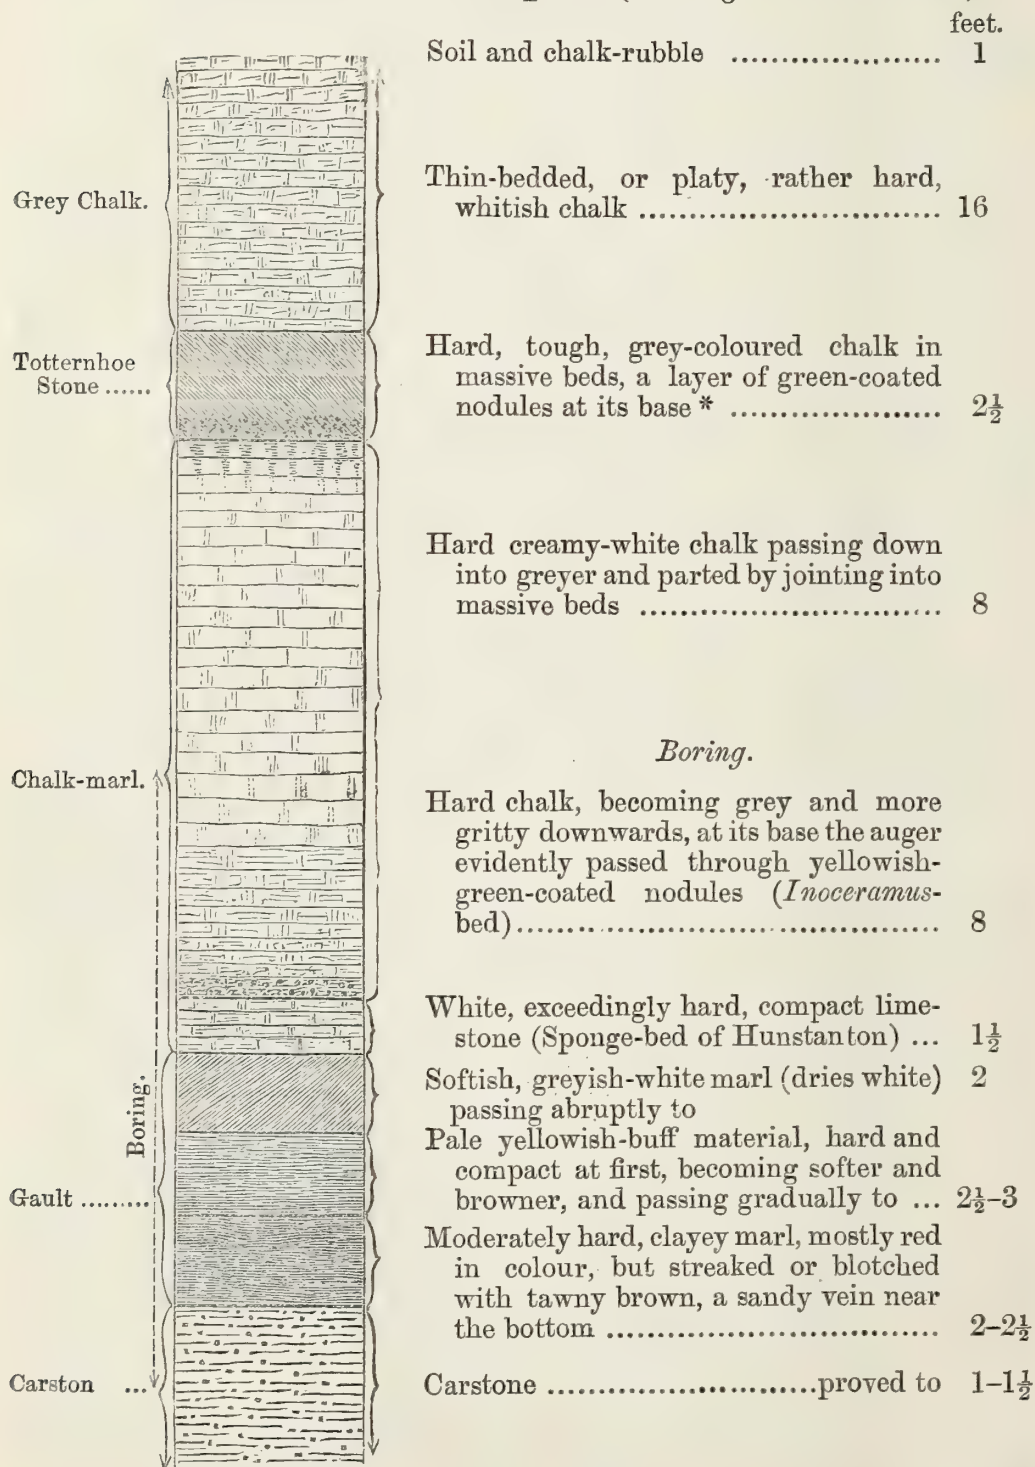 feet.
Soil and chalk-rubble ..................... 1
Grey Chalk.
Thin-bedded, or platy, rather hard,
whitish chalk .............................. 16
Totternhoe
Stone ......
Hard, tough, grey-coloured chalk in
massive beds, a layer of green-coated
nodules at its base * ..................... 2½
Hard creamy-white chalk passing down
into greyer and parted by jointing into
massive beds .............................. 8
Boring.
Chalk-marl.
Hard chalk, becoming grey and more
gritty downwards, at its base the auger
evidently passed through yellowish-
green-coated nodules (Inoceramus-
bed).......................................... 8
White, exceedingly hard, compact lime-
stone (Sponge-bed of Hunstanton) ... 1½
Boring.
Softish, greyish-white marl (dries white) 2
passing abruptly to
Pale yellowish-buff material, hard and
compact at first, becoming softer and
Gault .........
browner, and passing gradually to ... 2½–3
Moderately hard, clayey marl, mostly red
in colour, but streaked or blotched
with tawny brown, a sandy vein near
the bottom ................................. 2–2½
Carston ...
Carstone ...........................proved to 1–1½